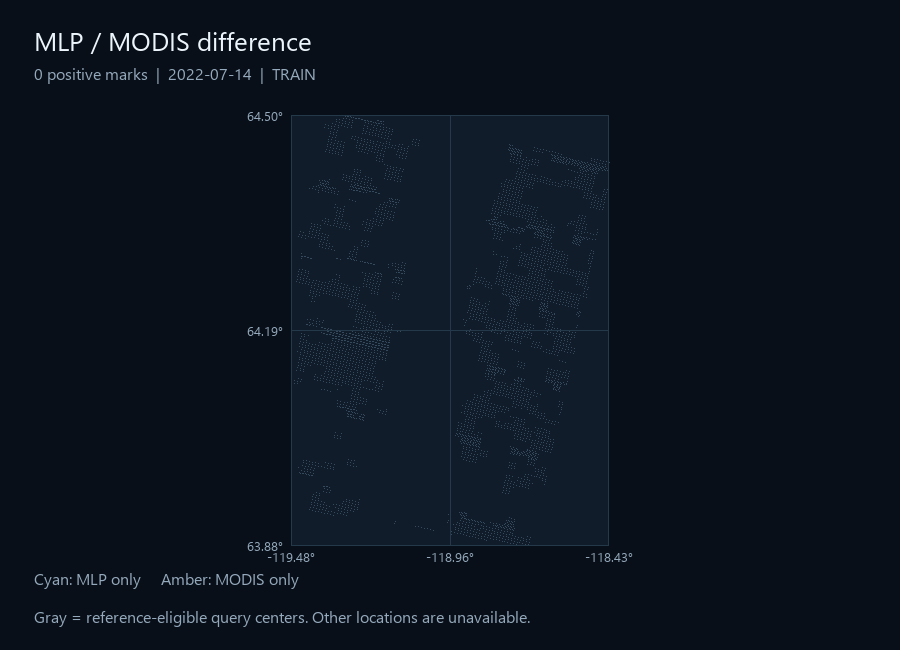 MLP / MODIS difference
0 positive marks | 2022-07-14 | TRAIN
64.50°
64.19°
63.88°
-119.48° -118.96° -118.43°
Cyan: MLP only Amber: MODIS only
Gray = reference-eligible query centers. Other locations are unavailable.